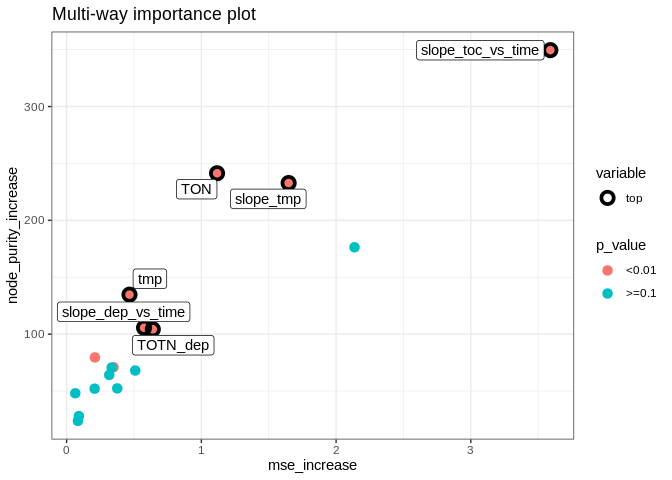 Multi-way importance plot
slope_toc_vs_time
300
TON
variable
slope_tmp
top
200
node_purity_increase
p_value
tmp
<0.01
slope_dep_vs_time
>=0.1
100
TOTN_dep
0 1 2 3
mse_increase